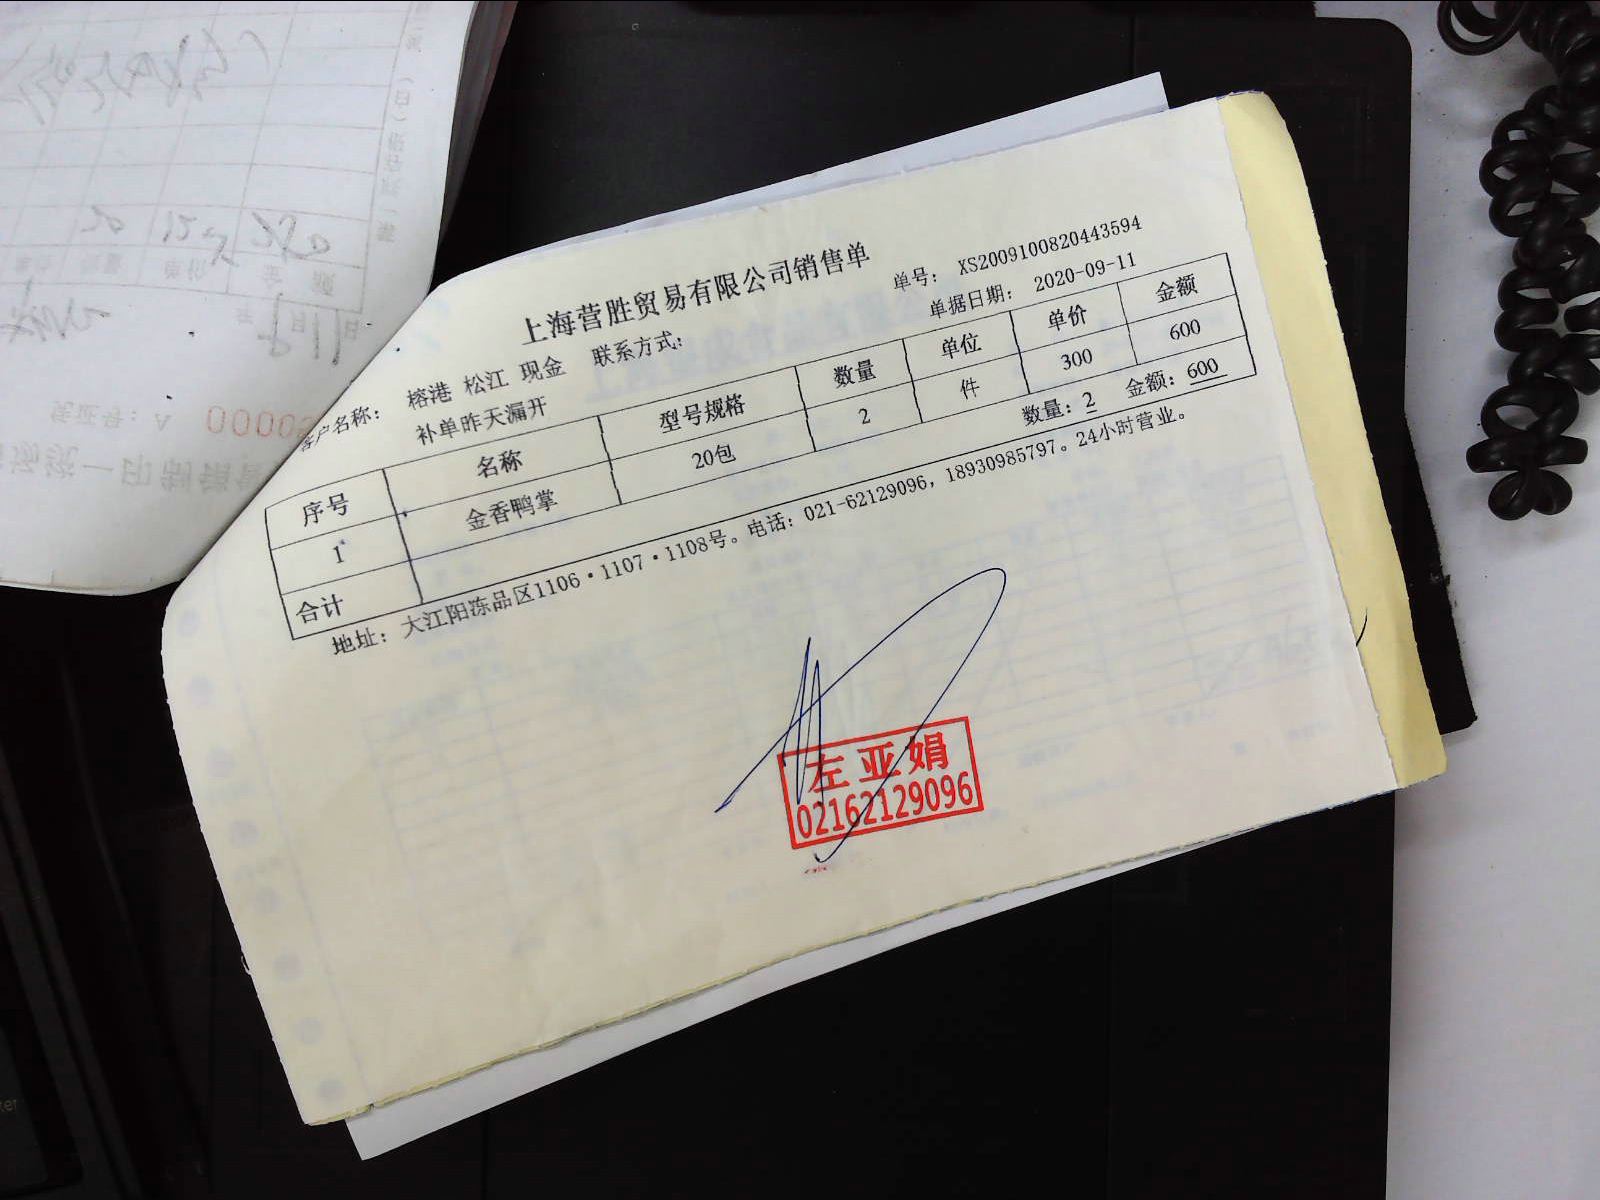 上海营胜贸易有限公司销售单
单号： XS2009100820443594
客户名称： 榕港 松江 现金 联系方式：
单据日期： 2020-09-11
补单昨天漏开
序号 名称 型号规格 数量 单位 单价 金额
1 金香鸭掌 20包 2 件 300 600
合计 数量：2 金额：600
地址： 大江阳冻品区1106·1107·1108号。电话：021-62129096，18930985797。24小时营业。
左亚娟
02162129096